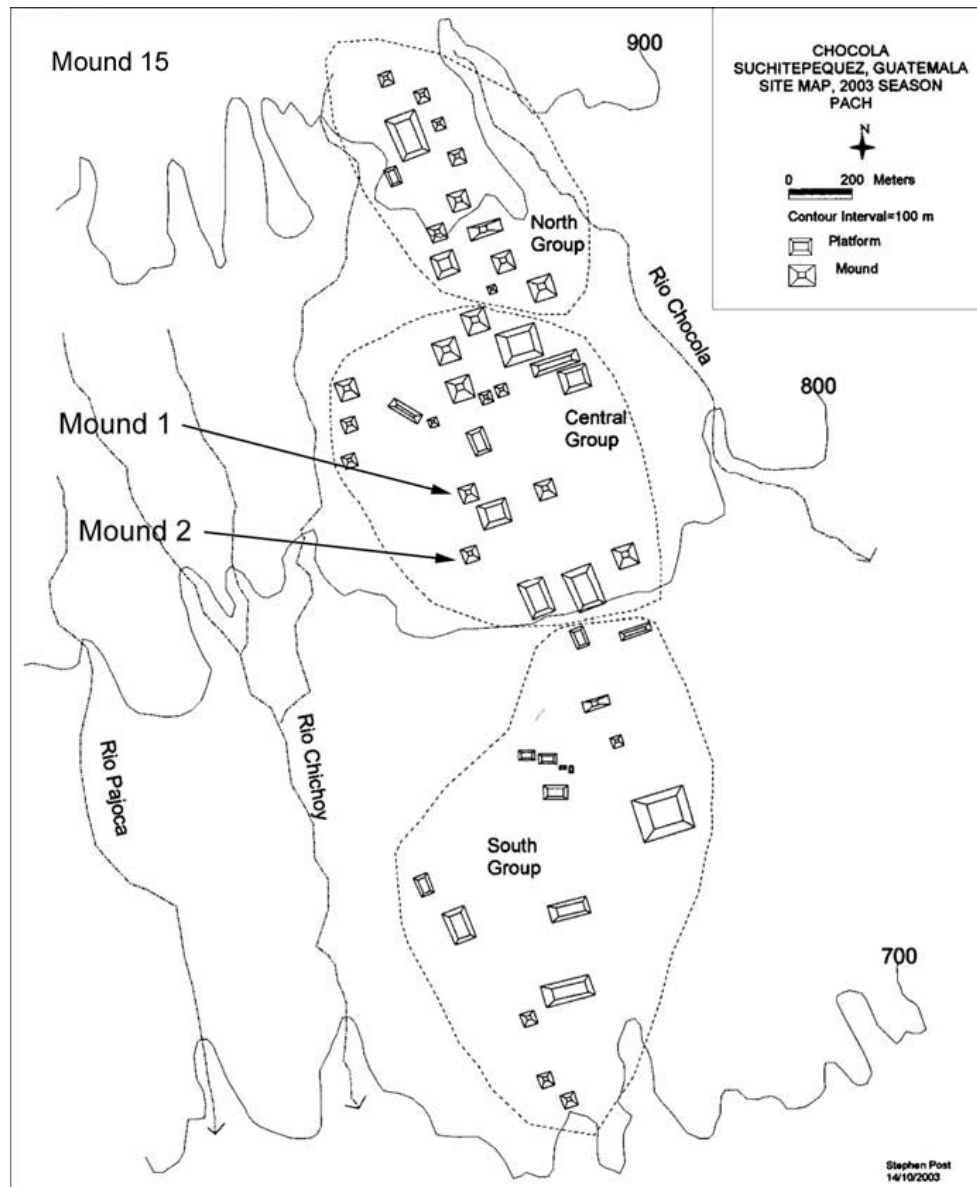 Mound 15
900
CHOCOLA
SUCHITEPEQUEZ, GUATEMALA
SITE MAP, 2003 SEASON
PACH
N
0 200 Meters
Contour Interval=100 m
Platform
Mound
North
Group
Rio Chocola
800
Mound 1
Central
Group
Mound 2
Rio Pajoca
Rio Chichoy
South
Group
700
Stephen Post
14/10/2003